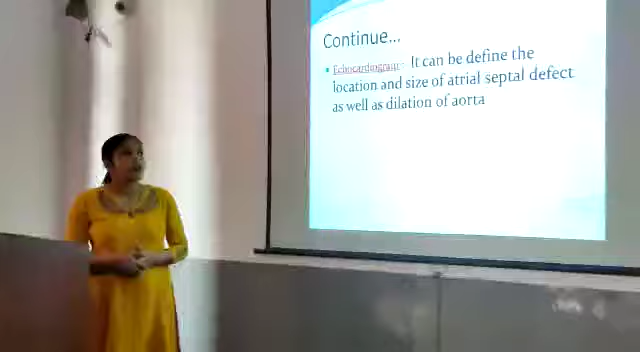 Continue...
Echocardiogram:- It can be define the
location and size of atrial septal defect
as well as dilation of aorta